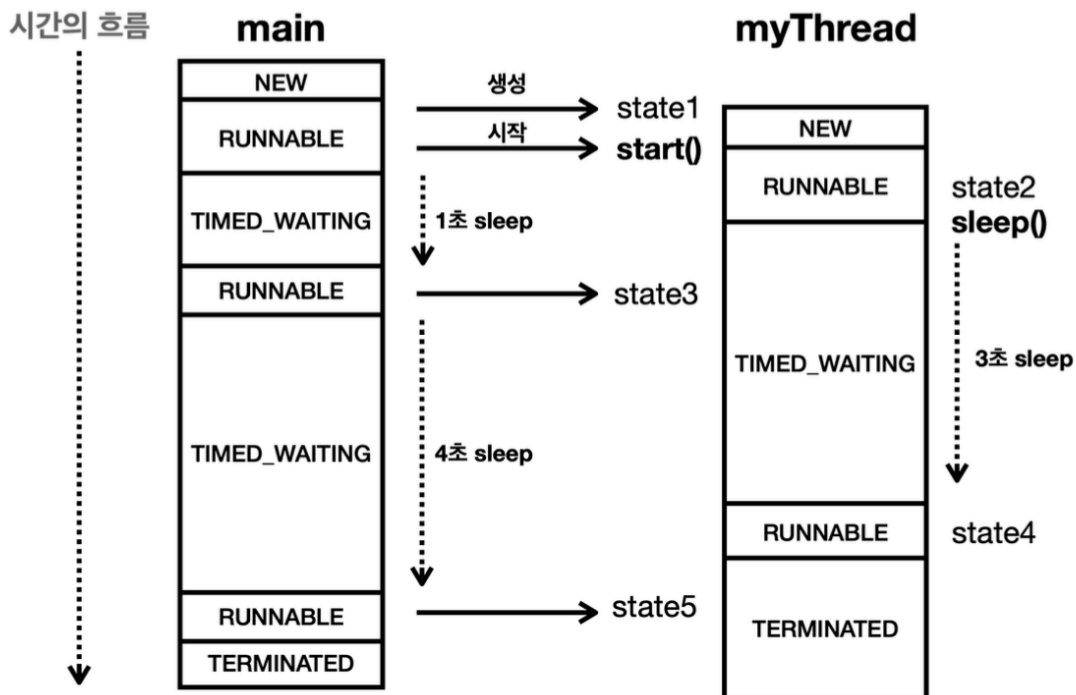 시간의 흐름
main
myThread
NEW
생성
state1
RUNNABLE
시작
start()
NEW
RUNNABLE
state2
sleep()
TIMED_WAITING
1초 sleep
RUNNABLE
state3
TIMED_WAITING
3초 sleep
TIMED_WAITING
4초 sleep
RUNNABLE
state4
RUNNABLE
state5
TERMINATED
TERMINATED